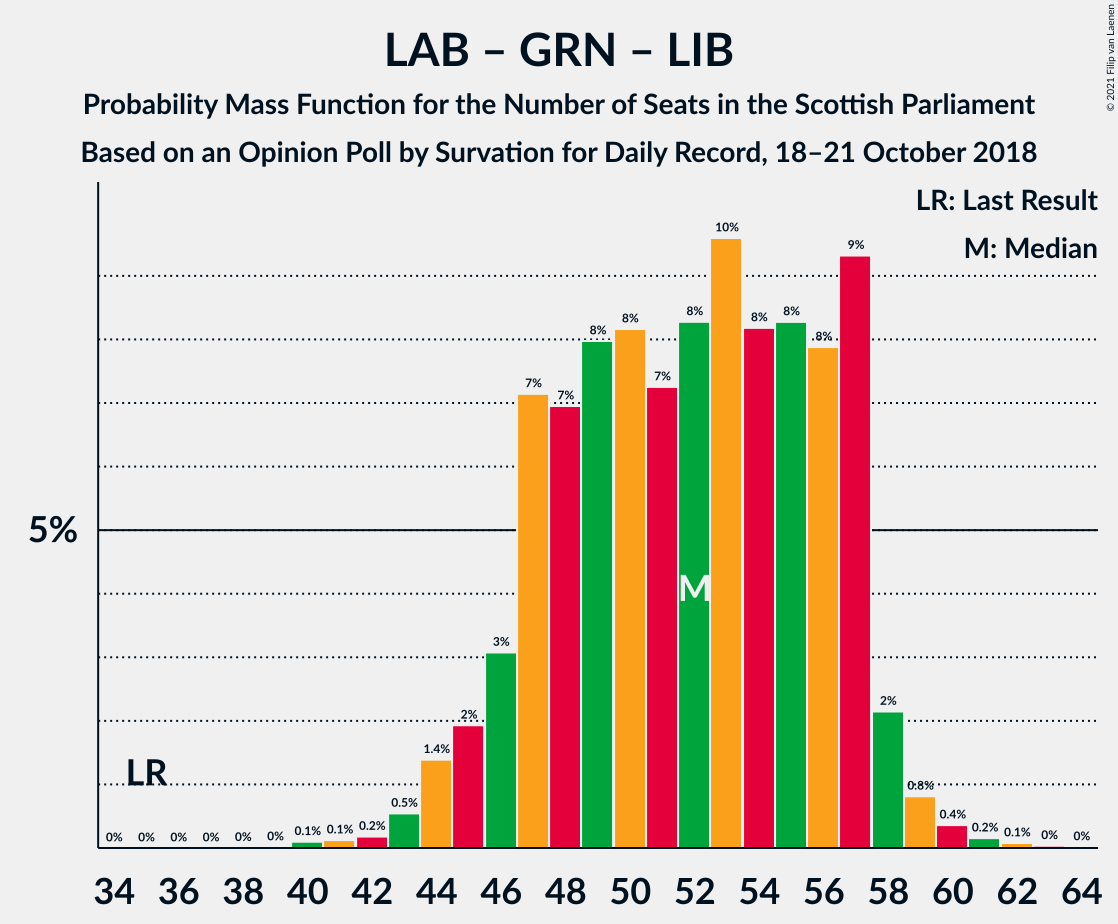 LAB – GRN – LIB
Probability Mass Function for the Number of Seats in the Scottish Parliament
Based on an Opinion Poll by Survation for Daily Record, 18–21 October 2018
© 2021 Filip van Laenen
LR: Last Result
M: Median
5%
LR
M
0% 0% 0% 0% 0% 0% 0.1% 0.1% 0.2% 0.5% 1.4% 2% 3% 7% 7% 8% 8% 7% 8% 10% 8% 8% 8% 9% 2% 0.8% 0.4% 0.2% 0.1% 0% 0%
34 36 38 40 42 44 46 48 50 52 54 56 58 60 62 64